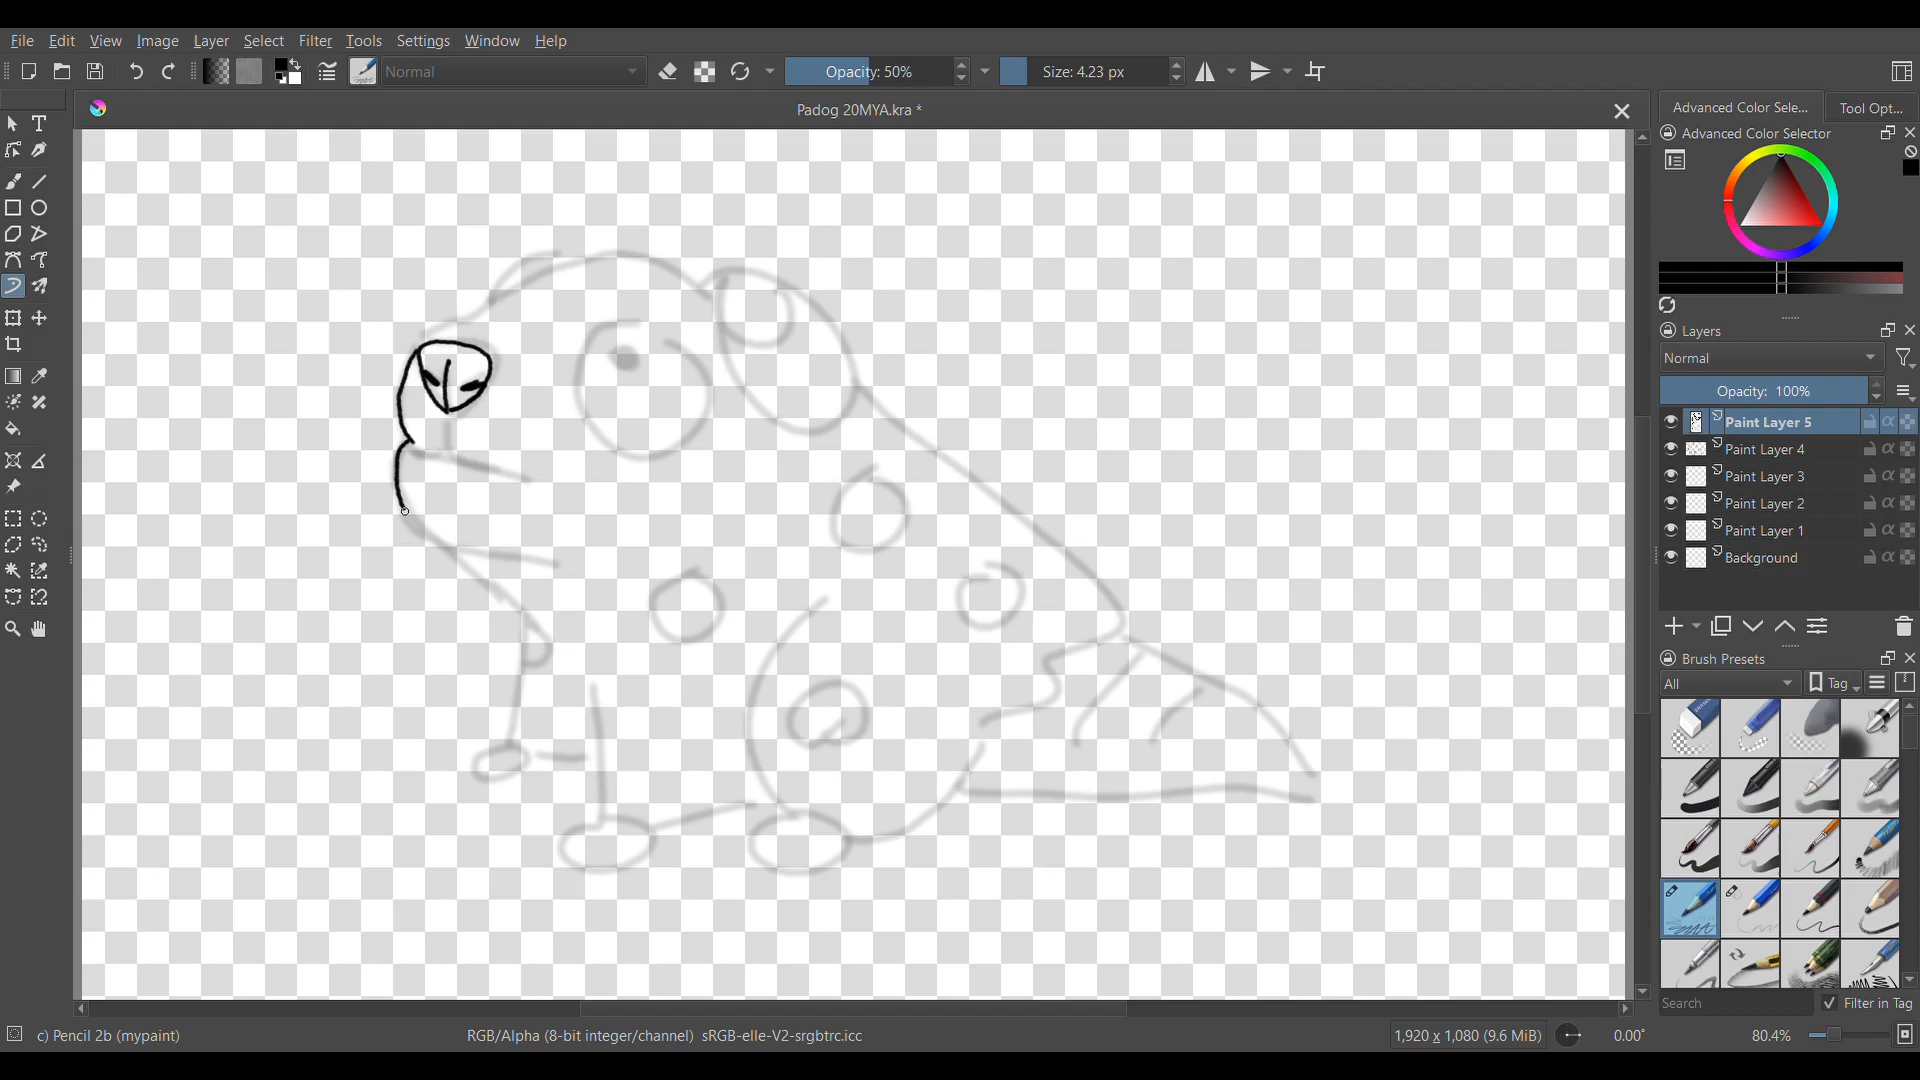 File Edit View Image Layer Select Filter Tools Settings Window Help
Normal Opacity: 50% Size: 4.23 px
Padog 20MYA.kra *
Advanced Color Sele... Tool Opt...
Advanced Color Selector
Layers
Normal
Opacity: 100%
Paint Layer 5
Paint Layer 4
Paint Layer 3
Paint Layer 2
Paint Layer 1
Background
Brush Presets
All Tag
Search Filter in Tag
c) Pencil 2b (mypaint) RGB/Alpha (8-bit integer/channel) sRGB-elle-V2-srgbtrc.icc 1,920 x 1,080 (9.6 MiB) 0.00° 80.4%